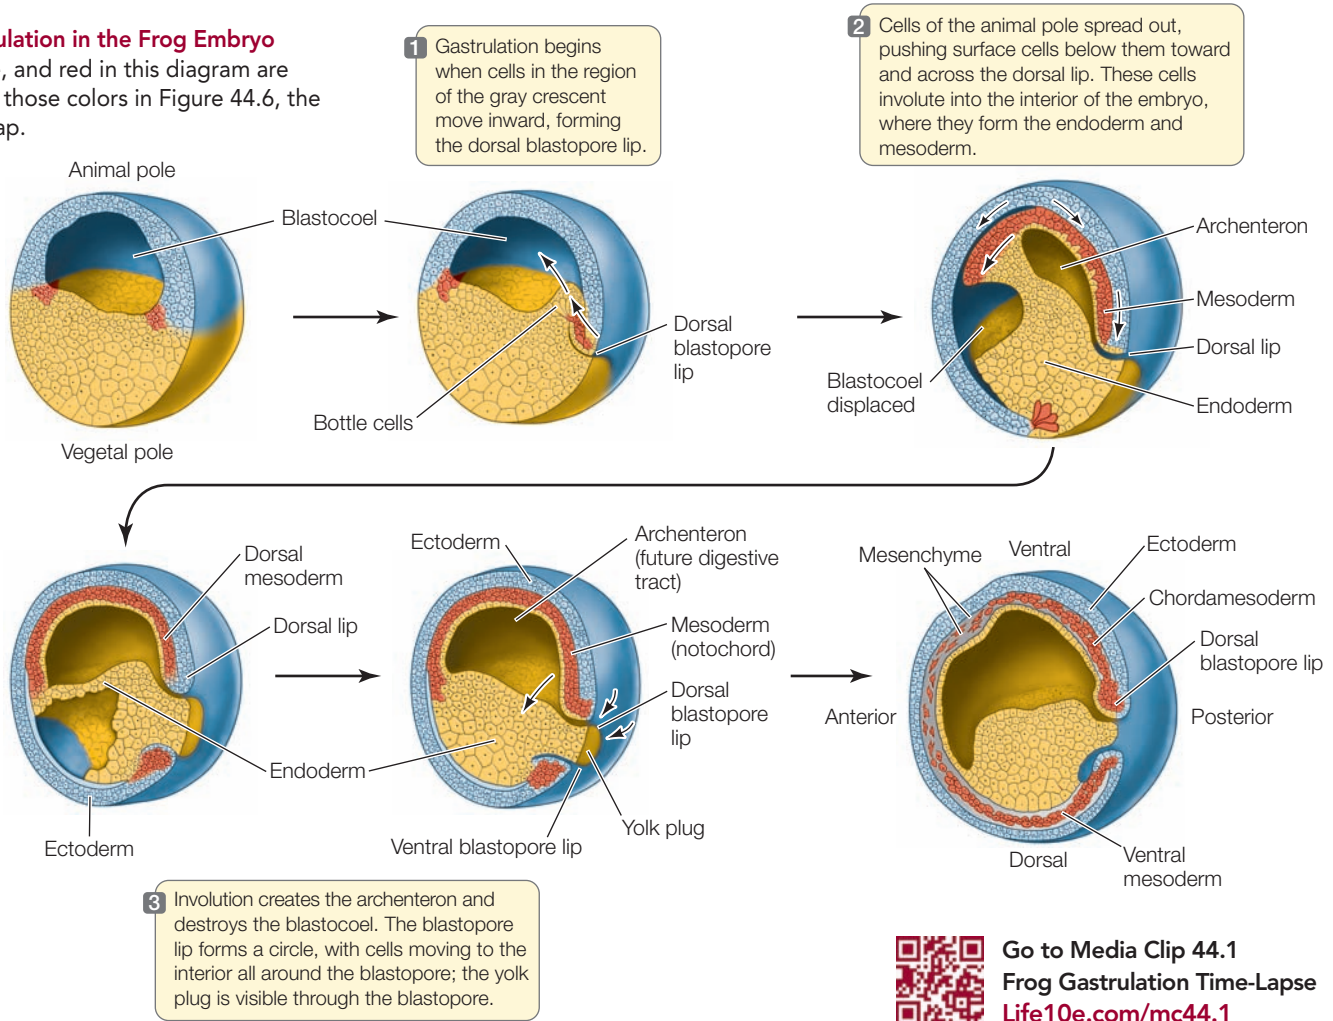 ulation in the Frog Embryo
, and red in this diagram are
those colors in Figure 44.6, the
ap.
1 Gastrulation begins
when cells in the region
of the gray crescent
move inward, forming
the dorsal blastopore lip.
2 Cells of the animal pole spread out,
pushing surface cells below them toward
and across the dorsal lip. These cells
involute into the interior of the embryo,
where they form the endoderm and
mesoderm.
Animal pole
Blastocoel
Vegetal pole
Bottle cells
Dorsal
blastopore
lip
Archenteron
Mesoderm
Dorsal lip
Endoderm
Blastocoel
displaced
Dorsal
mesoderm
Dorsal lip
Endoderm
Ectoderm
Ectoderm
Archenteron
(future digestive
tract)
Mesoderm
(notochord)
Dorsal
blastopore
lip
Yolk plug
Ventral blastopore lip
Mesenchyme
Ventral
Ectoderm
Chordamesoderm
Dorsal
blastopore lip
Anterior
Posterior
Dorsal
Ventral
mesoderm
3 Involution creates the archenteron and
destroys the blastocoel. The blastopore
lip forms a circle, with cells moving to the
interior all around the blastopore; the yolk
plug is visible through the blastopore.
Go to Media Clip 44.1
Frog Gastrulation Time-Lapse
Life10e.com/mc44.1